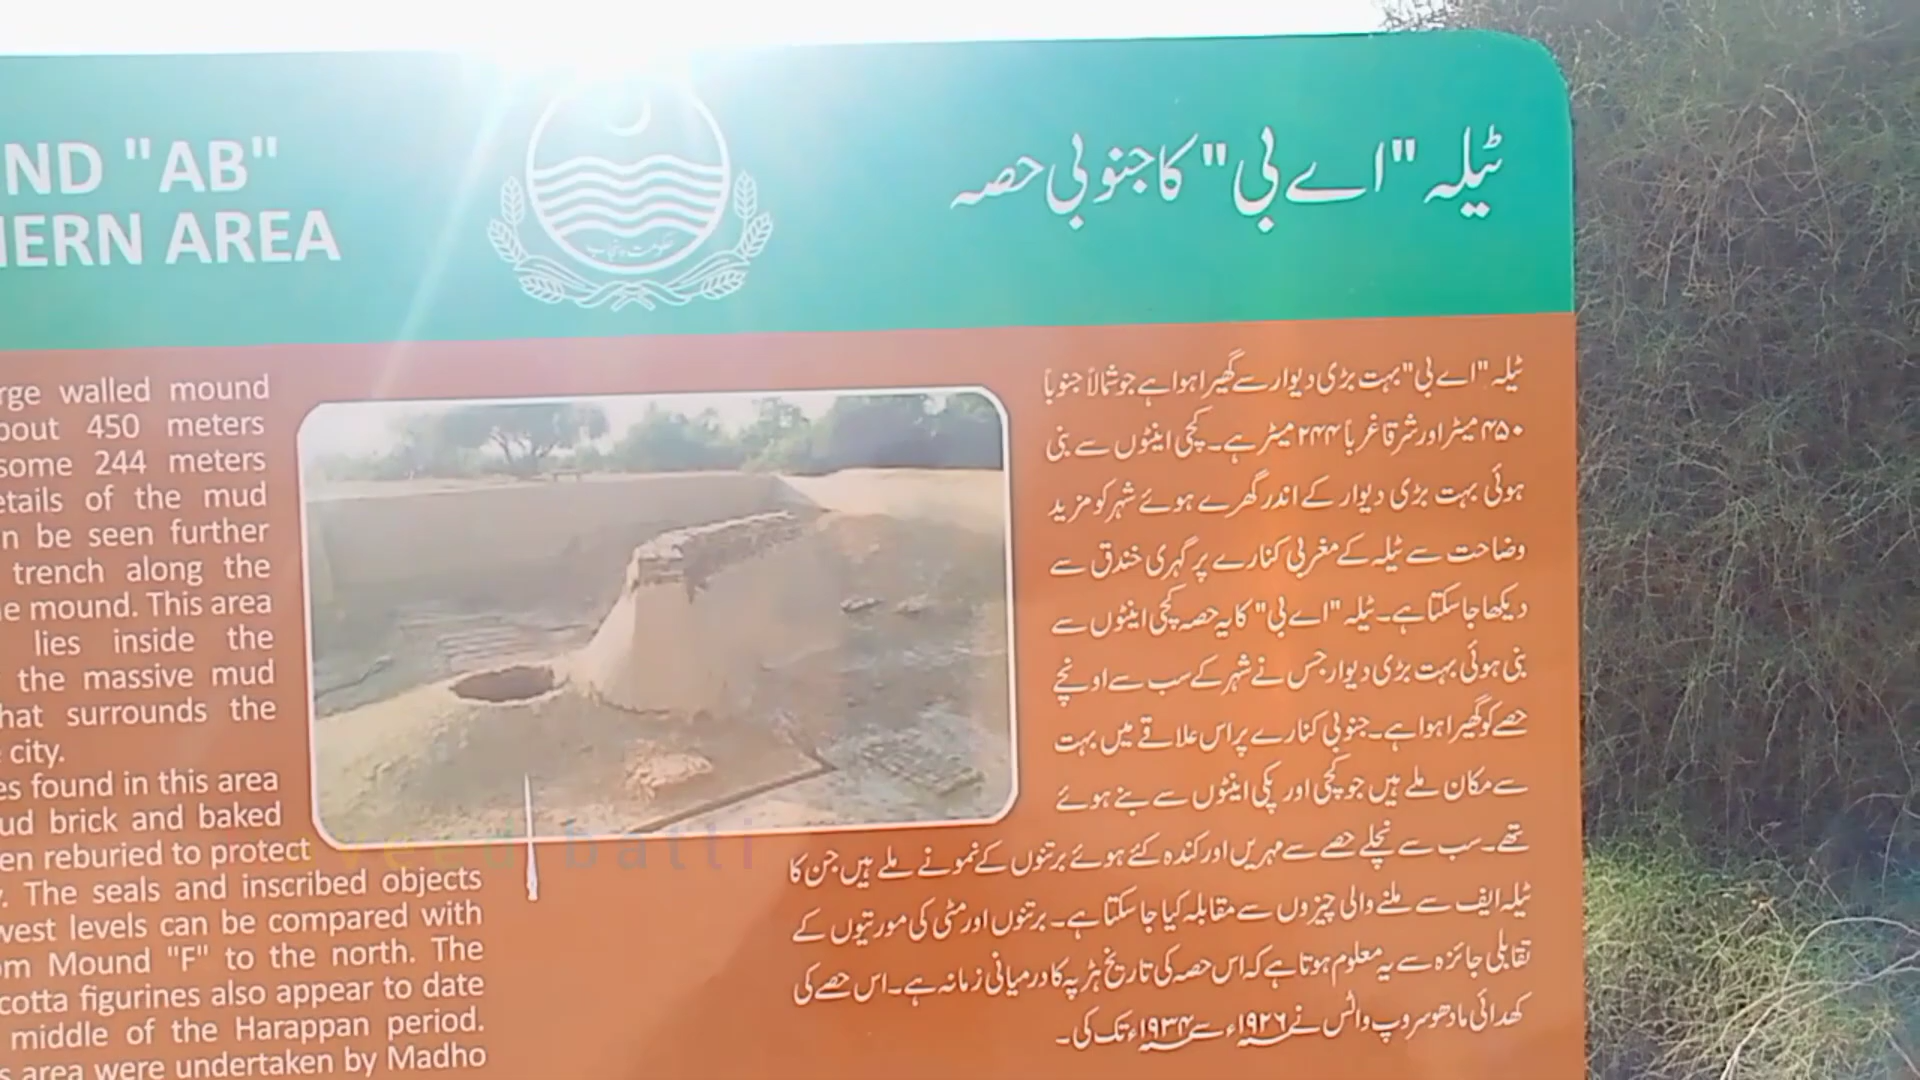 ND "AB"
HERN AREA
حکومت پنجاب
ٹیلہ "اے بی" کا جنوبی حصہ
rge walled mound
bout 450 meters
some 244 meters
etails of the mud
n be seen further
trench along the
e mound. This area
lies inside the
the massive mud
hat surrounds the
city.
es found in this area
ud brick and baked
en reburied to protect
y. The seals and inscribed objects
west levels can be compared with
om Mound "F" to the north. The
cotta figurines also appear to date
middle of the Harappan period.
s area were undertaken by Madho
ٹیلہ "اے بی" بہت بڑی دیوار سے گھیرا ہوا ہے جو شمالاً جنوباً
۴۵۰ میٹر اور شرقاً غرباً ۲۴۴ میٹر ہے۔ کچی اینٹوں سے بنی
ہوئی بہت بڑی دیوار کے اندر گھرے ہوئے شہر کو مزید
وضاحت سے ٹیلہ کے مغربی کنارے پر گہری خندق سے
دیکھا جا سکتا ہے۔ ٹیلہ "اے بی" کا یہ حصہ کچی اینٹوں سے
بنی ہوئی بہت بڑی دیوار جس نے شہر کے سب سے اونچے
حصے کو گھیرا ہوا ہے۔ جنوبی کنارے پر اس علاقے میں بہت
سے مکان ملے ہیں جو کچی اور پکی اینٹوں سے بنے ہوئے
تھے۔ سب سے نچلے حصے سے مہریں اور کندہ کئے ہوئے برتنوں کے نمونے ملے ہیں جن کا
ٹیلہ ایف سے ملنے والی چیزوں سے مقابلہ کیا جا سکتا ہے۔ برتنوں اور مٹی کی مورتیوں کے
تقابلی جائزہ سے یہ معلوم ہوتا ہے کہ اس حصہ کی تاریخ ہڑپہ کا درمیانی زمانہ ہے۔ اس حصے کی
کھدائی مادھو سروپ واٹس نے ۱۹۲۶ء سے ۱۹۳۴ء تک کی۔
veed batti